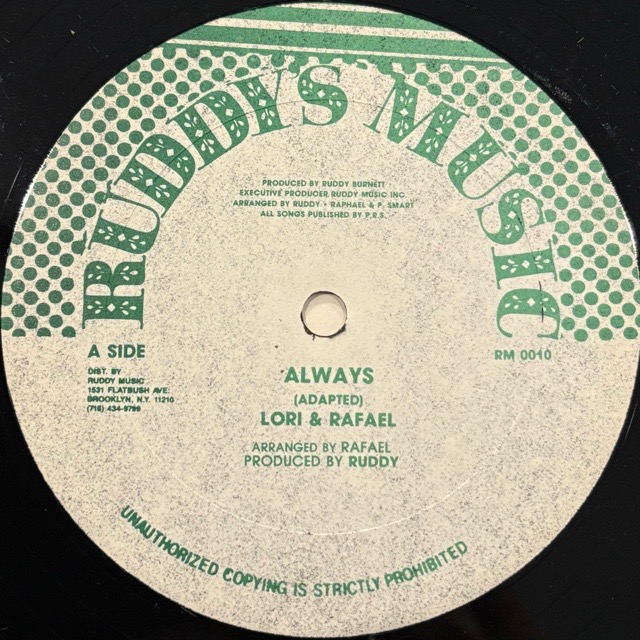 RUDDY'S MUSIC
PRODUCED BY RUDDY BURNETT
EXECUTIVE PRODUCER RUDDY MUSIC INC
ARRANGED BY RUDDY + RAPHAEL & P. SMART
ALL SONGS PUBLISHED BY P.R.S.
A SIDE
RM 0010
DIST. BY
RUDDY MUSIC
1531 FLATBUSH AVE.
BROOKLYN, N.Y. 11210
(718) 434-9799
ALWAYS
(ADAPTED)
LORI & RAFAEL
ARRANGED BY RAFAEL
PRODUCED BY RUDDY
UNAUTHORIZED COPYING IS STRICTLY PROHIBITED